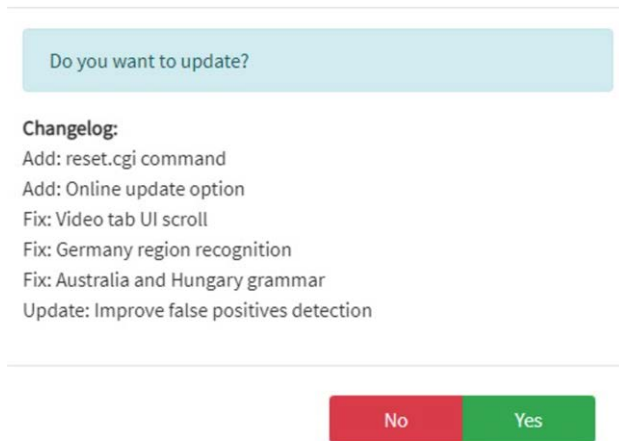 Do you want to update?
Changelog:
Add: reset.cgi command
Add: Online update option
Fix: Video tab UI scroll
Fix: Germany region recognition
Fix: Australia and Hungary grammar
Update: Improve false positives detection
No
Yes